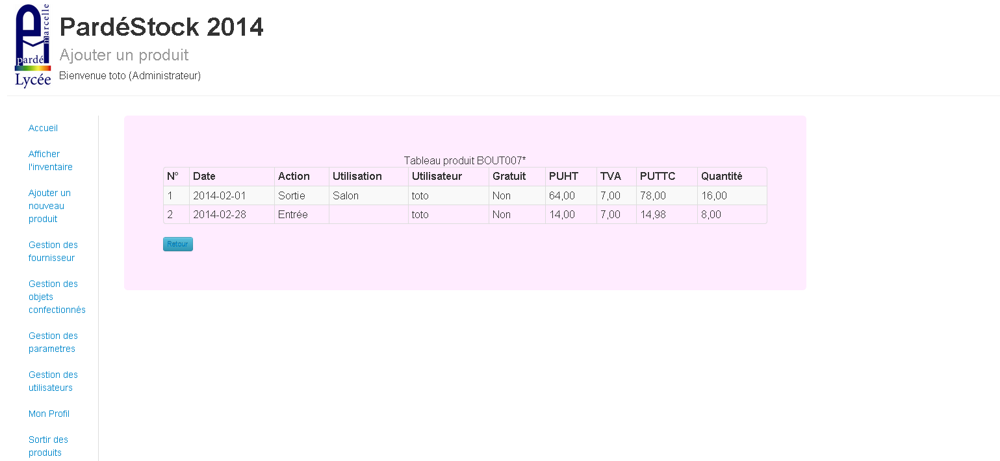 marcelle
pardé
Lycée
PardéStock 2014
Ajouter un produit
Bienvenue toto (Administrateur)
Accueil
Afficher
l'inventaire
Ajouter un
nouveau
produit
Gestion des
fournisseur
Gestion des
objets
confectionnés
Gestion des
parametres
Gestion des
utilisateurs
Mon Profil
Sortir des
produits
Tableau produit BOUT007*
N° Date Action Utilisation Utilisateur Gratuit PUHT TVA PUTTC Quantité
1 2014-02-01 Sortie Salon toto Non 64,00 7,00 78,00 16,00
2 2014-02-28 Entrée toto Non 14,00 7,00 14,98 8,00
Retour